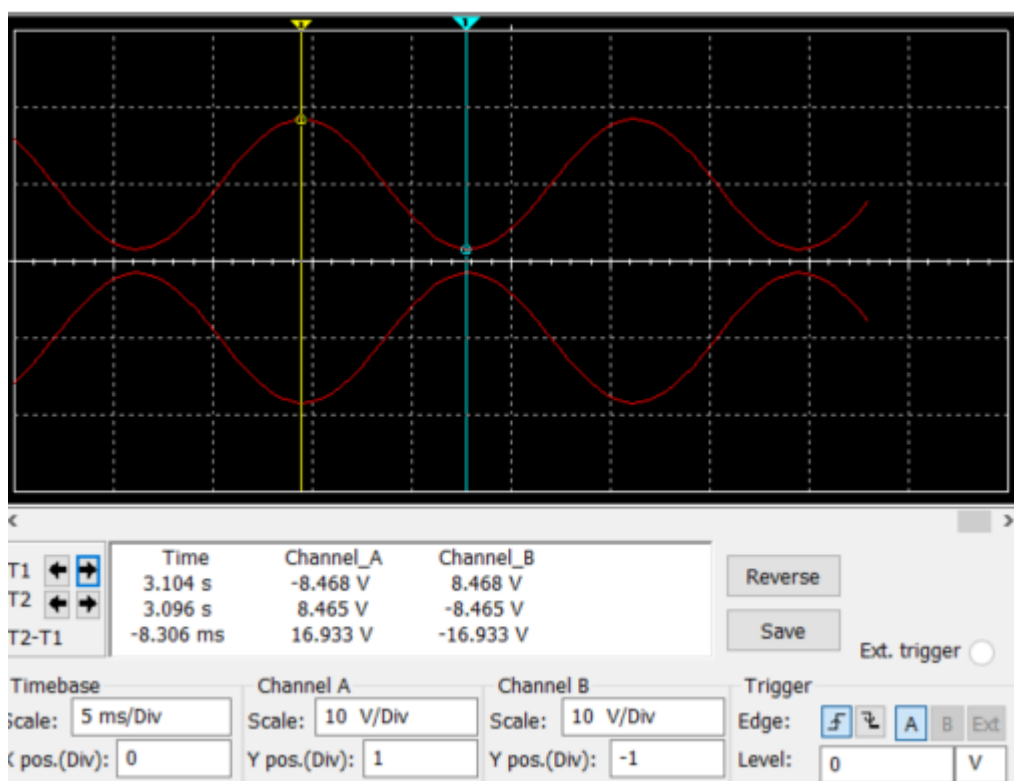 1
Time Channel_A Channel_B
T1 3.104 s -8.468 V 8.468 V
T2 3.096 s 8.465 V -8.465 V
T2-T1 -8.306 ms 16.933 V -16.933 V
Reverse
Save
Ext. trigger
Timebase Channel A Channel B Trigger
Scale: 5 ms/Div Scale: 10 V/Div Scale: 10 V/Div Edge: A B Ext
X pos.(Div): 0 Y pos.(Div): 1 Y pos.(Div): -1 Level: 0 V